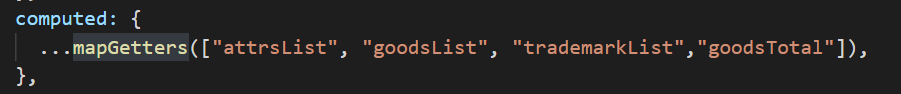 computed: {
...mapGetters(["attrsList", "goodsList", "trademarkList","goodsTotal"]),
},